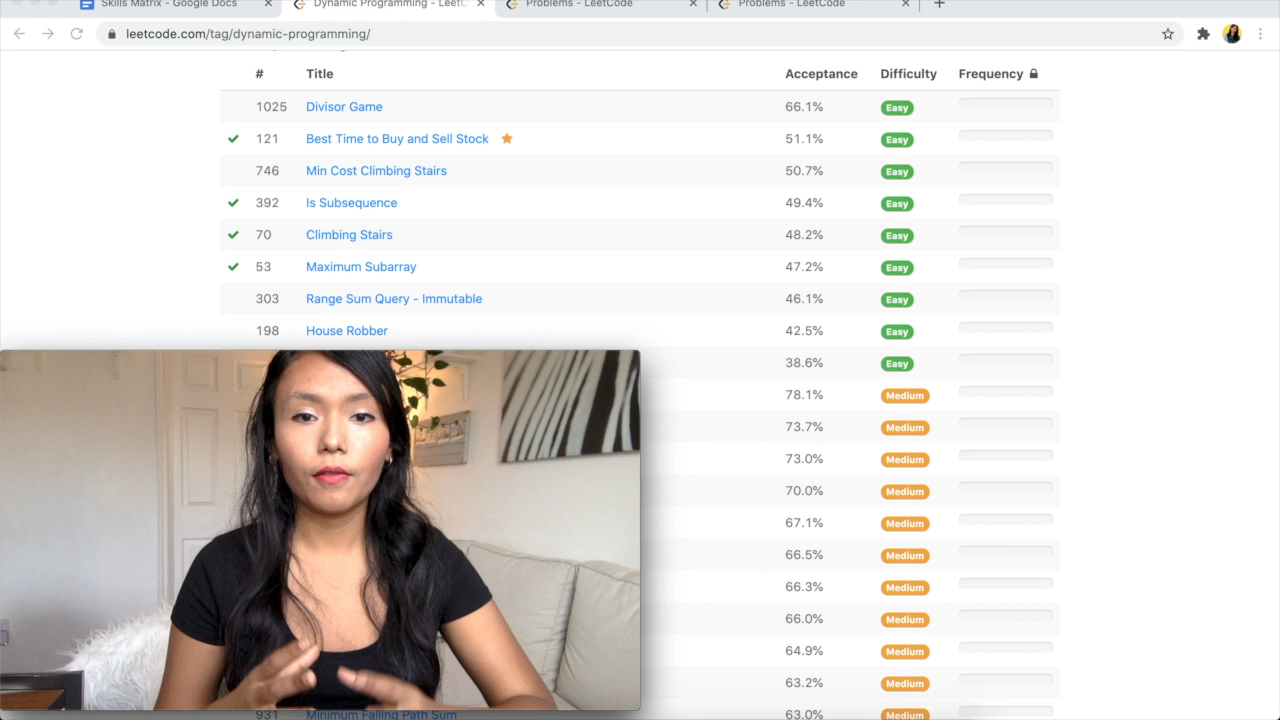 Skills Matrix - Google Docs
Dynamic Programming - LeetC
Problems - LeetCode
Problems - LeetCode
leetcode.com/tag/dynamic-programming/
# Title Acceptance Difficulty Frequency
1025 Divisor Game 66.1% Easy
121 Best Time to Buy and Sell Stock 51.1% Easy
746 Min Cost Climbing Stairs 50.7% Easy
392 Is Subsequence 49.4% Easy
70 Climbing Stairs 48.2% Easy
53 Maximum Subarray 47.2% Easy
303 Range Sum Query - Immutable 46.1% Easy
198 House Robber 42.5% Easy
38.6% Easy
78.1% Medium
73.7% Medium
73.0% Medium
70.0% Medium
67.1% Medium
66.5% Medium
66.3% Medium
66.0% Medium
64.9% Medium
63.2% Medium
931 Minimum Falling Path Sum 63.0% Medium